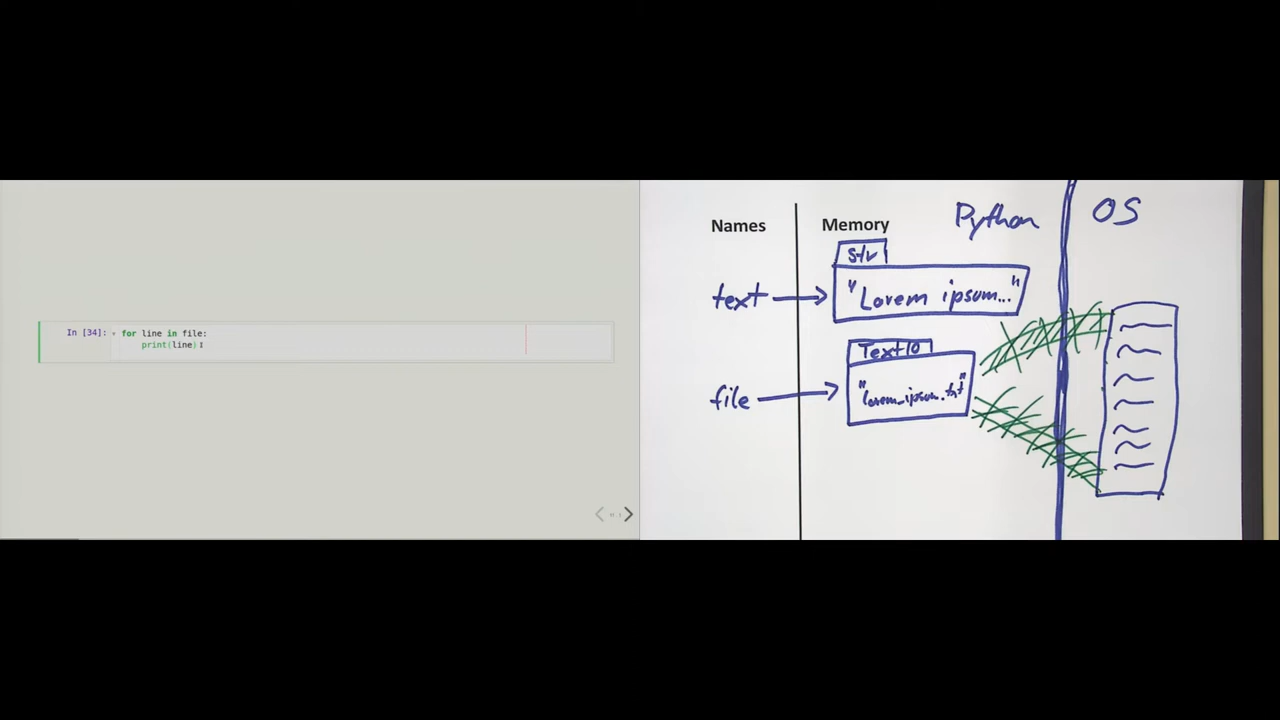 In [34]: for line in file:
print(line)
Names
Memory
Python
OS
str
text
"Lorem ipsum..."
TextIO
file
"lorem_ipsum.txt"